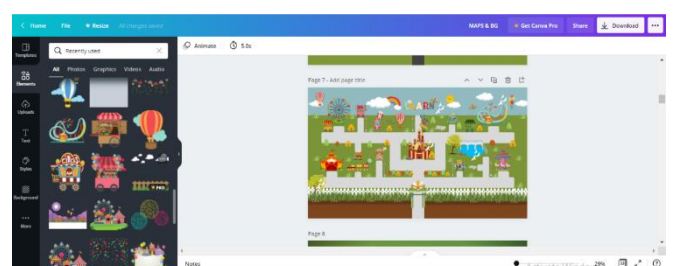 Home File Resize All changes saved MAPS & BG Get Canva Pro Share Download
Templates
Elements
Uploads
Text
Styles
Background
More
Recently used
All Photos Graphics Videos Audio
PRO
Animate 5.0s
Page 7 - Add page title
Page 8
Notes 29%